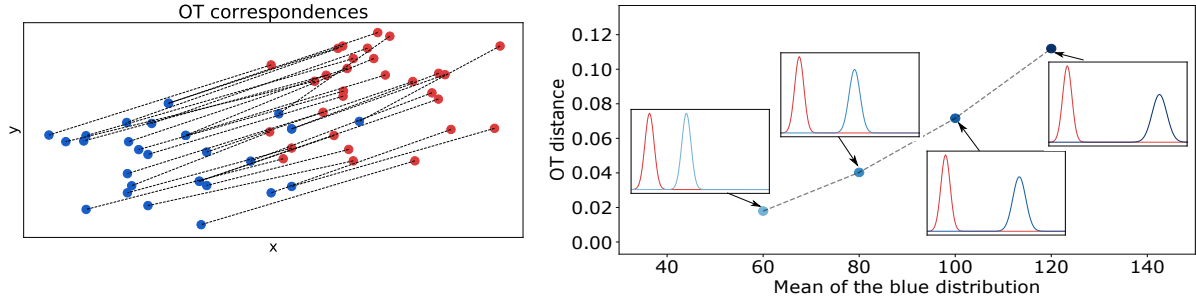 OT correspondences
y
x
OT distance
0.12
0.10
0.08
0.06
0.04
0.02
0.00
40 60 80 100 120 140
Mean of the blue distribution